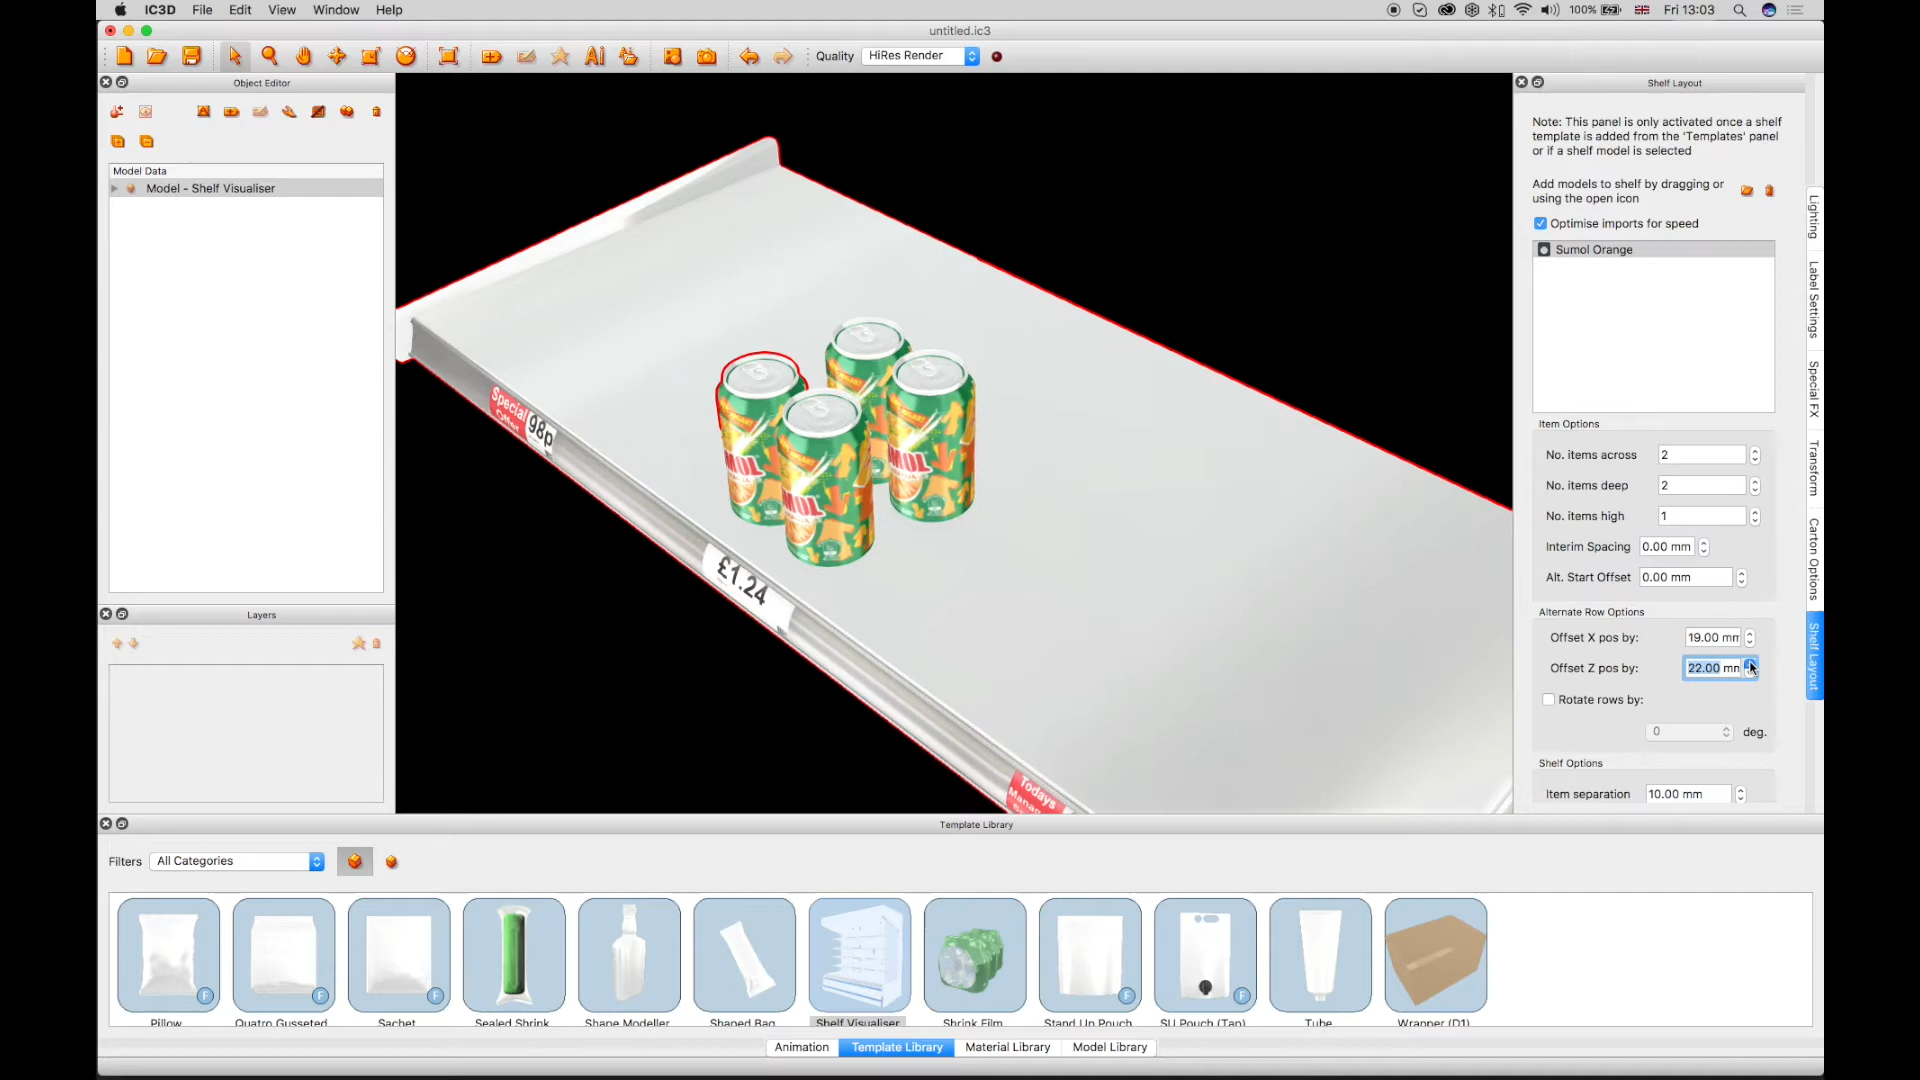 IC3D File Edit View Window Help
100% Fri 13:03
untitled.ic3
Quality HiRes Render
Object Editor
Model Data
Model - Shelf Visualiser
Layers
Special
Offer
98p
£1.24
Todays
Shelf Layout
Note: This panel is only activated once a shelf
template is added from the 'Templates' panel
or if a shelf model is selected
Add models to shelf by dragging or
using the open icon
Optimise imports for speed
Sumol Orange
Item Options
No. items across 2
No. items deep 2
No. items high 1
Interim Spacing 0.00 mm
Alt. Start Offset 0.00 mm
Alternate Row Options
Offset X pos by: 19.00 mm
Offset Z pos by: 22.00 mm
Rotate rows by:
0 deg.
Shelf Options
Item separation 10.00 mm
Lighting
Label Settings
Special FX
Transform
Carton Options
Shelf Layout
Template Library
Filters All Categories
Pillow Quatro Gusseted Sachet Sealed Shrink Shape Modeller Shaped Bag Shelf Visualiser Shrink Film Stand Up Pouch SU Pouch (Tap) Tube Wrapper (D1)
Animation Template Library Material Library Model Library